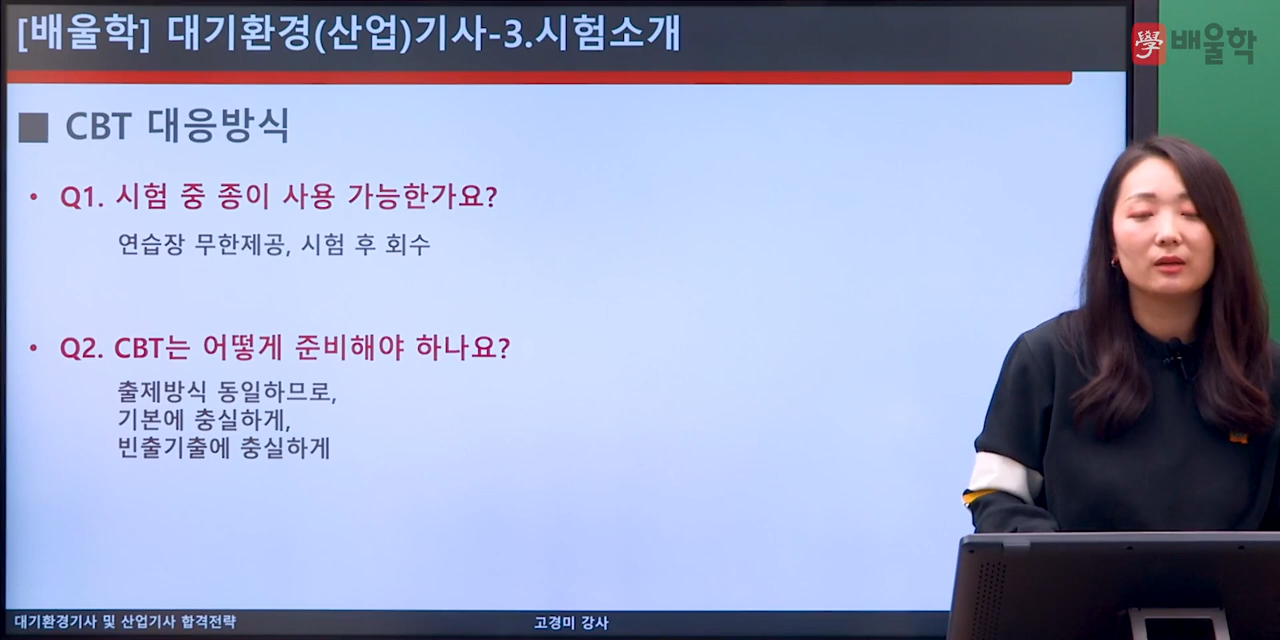 [배울학] 대기환경(산업)기사-3.시험소개
學 배울학
■ CBT 대응방식
• Q1. 시험 중 종이 사용 가능한가요?
연습장 무한제공, 시험 후 회수
• Q2. CBT는 어떻게 준비해야 하나요?
출제방식 동일하므로,
기본에 충실하게,
빈출기출에 충실하게
대기환경기사 및 산업기사 합격전략
고경미 강사